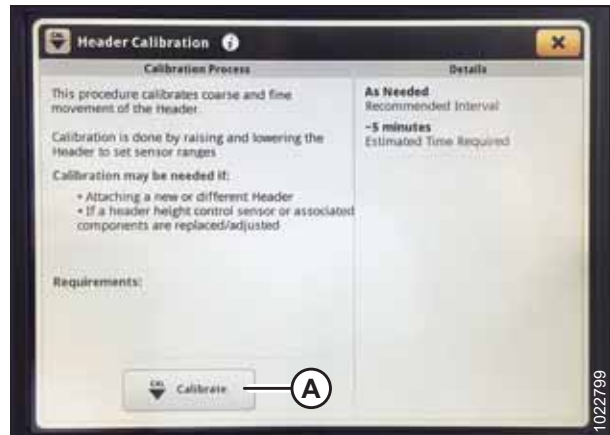 CAL Header Calibration i
Calibration Process
Details
This procedure calibrates coarse and fine
movement of the Header.
Calibration is done by raising and lowering the
Header to set sensor ranges
Calibration may be needed if:
• Attaching a new or different Header
• If a header height control sensor or associated
components are replaced/adjusted
Requirements:
As Needed
Recommended Interval
~5 minutes
Estimated Time Required
CAL Calibrate
A
1022799